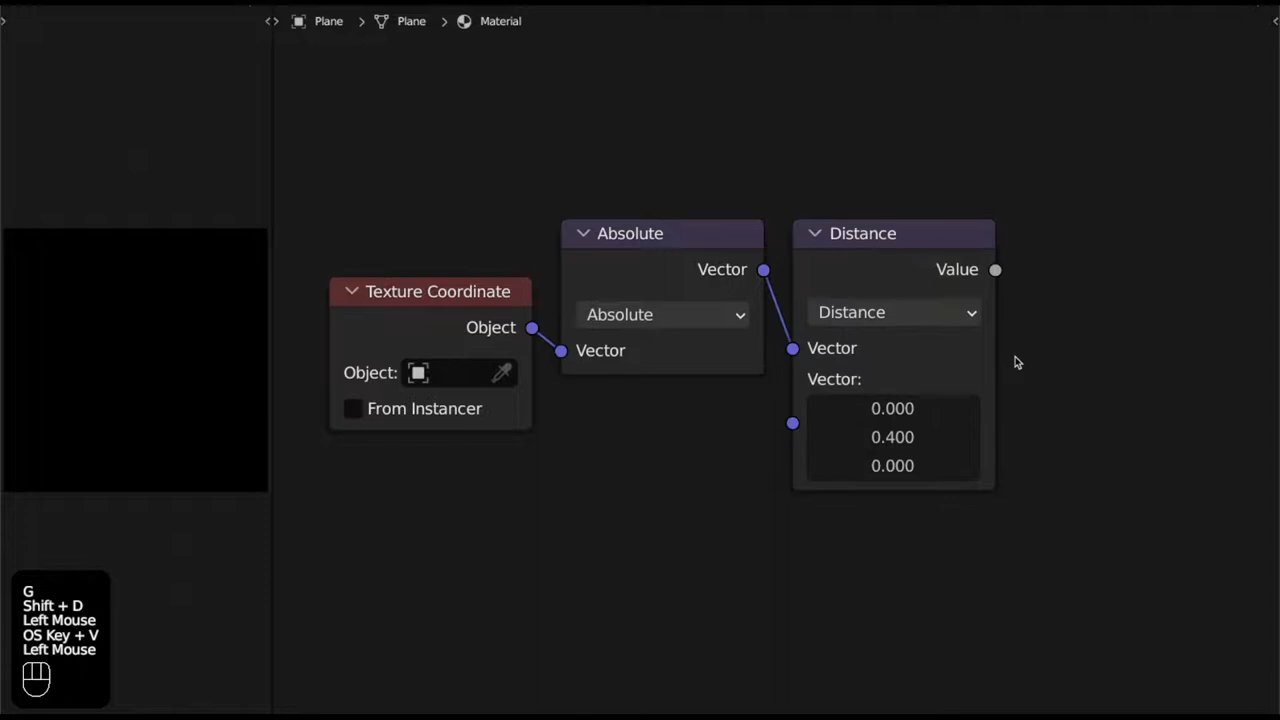 Plane > Plane > Material
Texture Coordinate
Object
Object:
From Instancer
Absolute
Vector
Absolute
Vector
Distance
Value
Distance
Vector
Vector:
0.000
0.400
0.000
G
Shift + D
Left Mouse
OS Key + V
Left Mouse